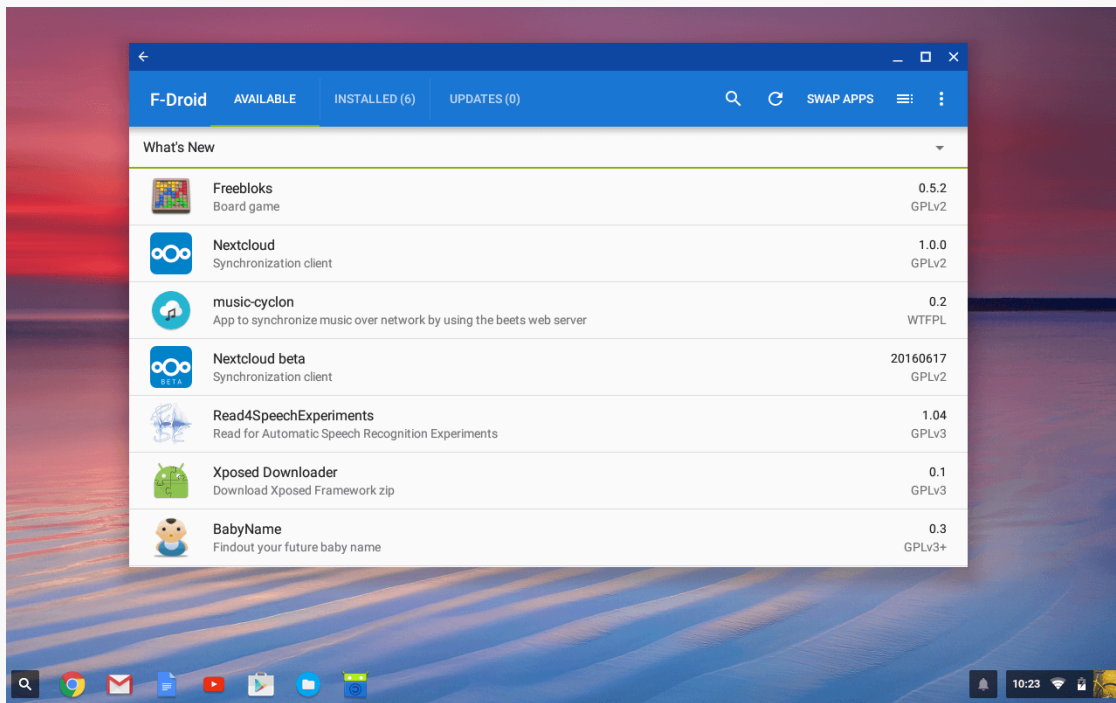 F-Droid AVAILABLE INSTALLED (6) UPDATES (0) SWAP APPS
What's New
Freebloks 0.5.2
Board game GPLv2
Nextcloud 1.0.0
Synchronization client GPLv2
music-cyclon 0.2
App to synchronize music over network by using the beets web server WTFPL
Nextcloud beta 20160617
BETA
Synchronization client GPLv2
Read4SpeechExperiments 1.04
Read for Automatic Speech Recognition Experiments GPLv3
Xposed Downloader 0.1
Download Xposed Framework zip GPLv3
BabyName 0.3
Findout your future baby name GPLv3+
10:23